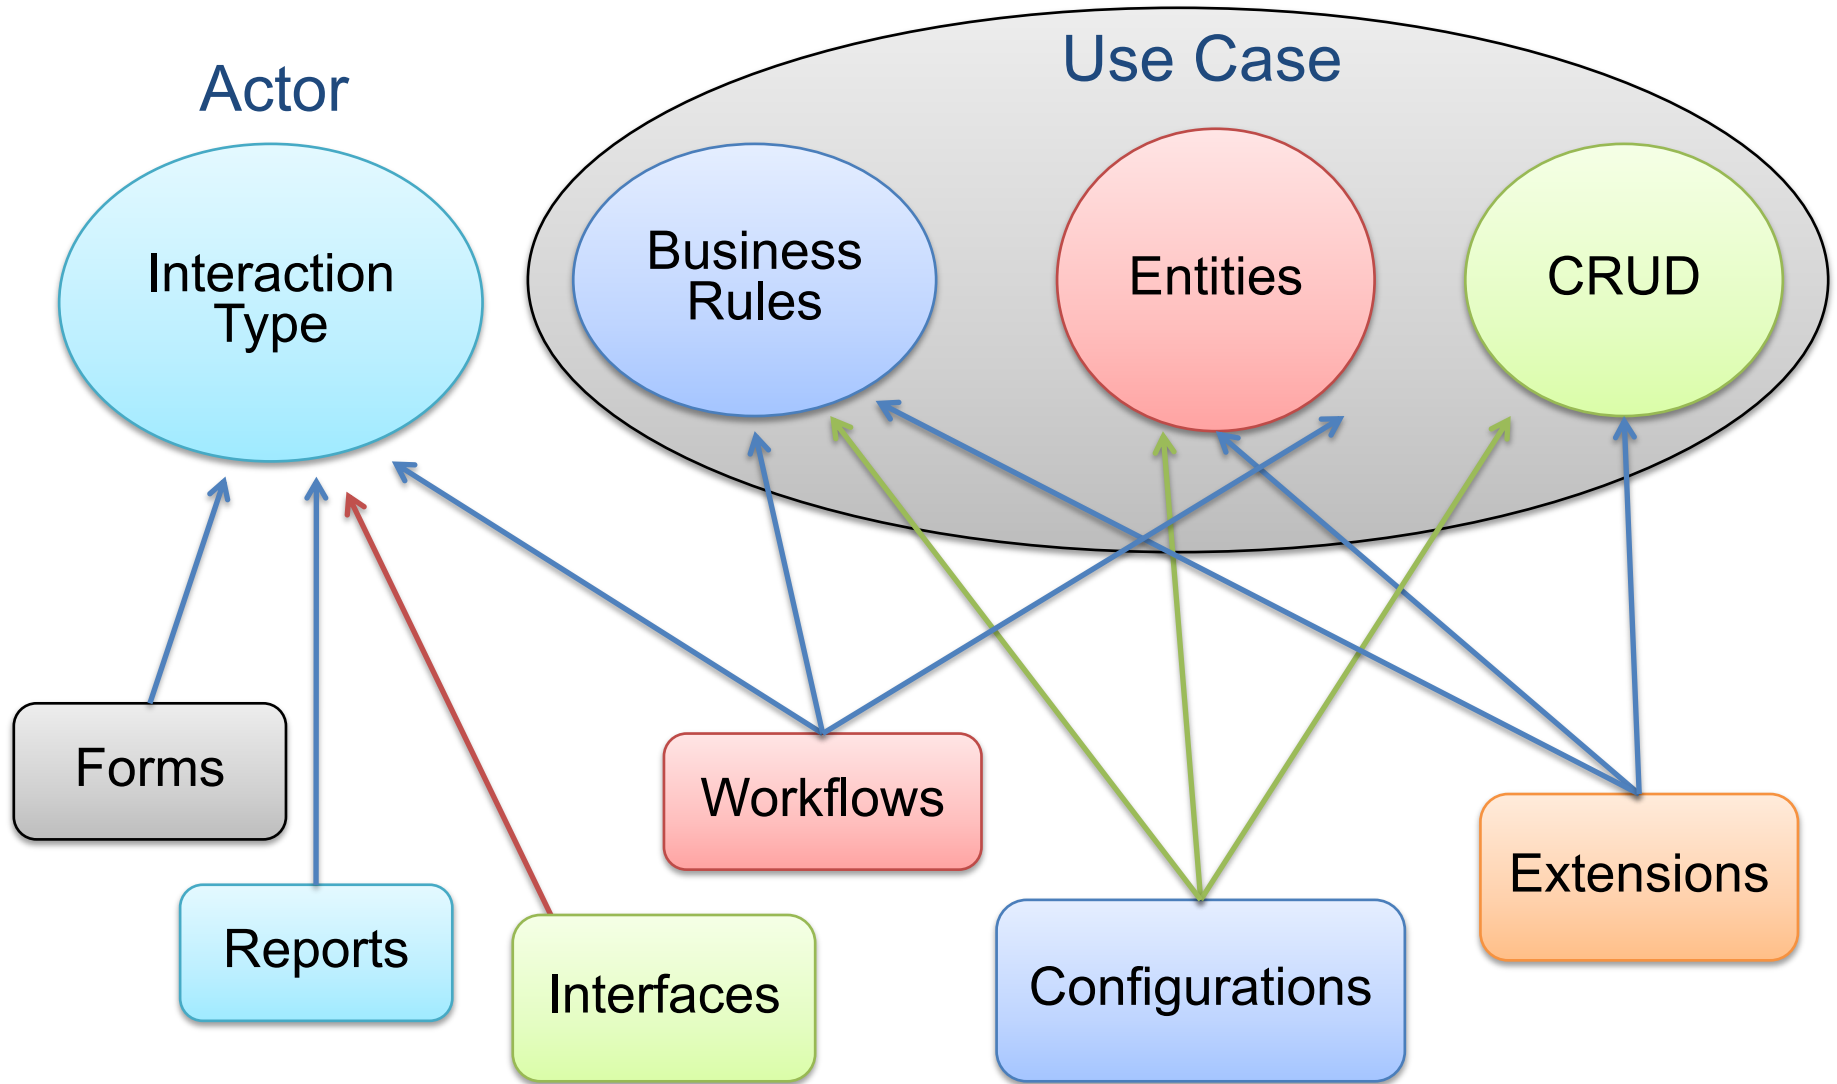 Use Case
Actor
Interaction
Type
Business
Rules
Entities
CRUD
Forms
Workflows
Extensions
Reports
Interfaces
Configurations